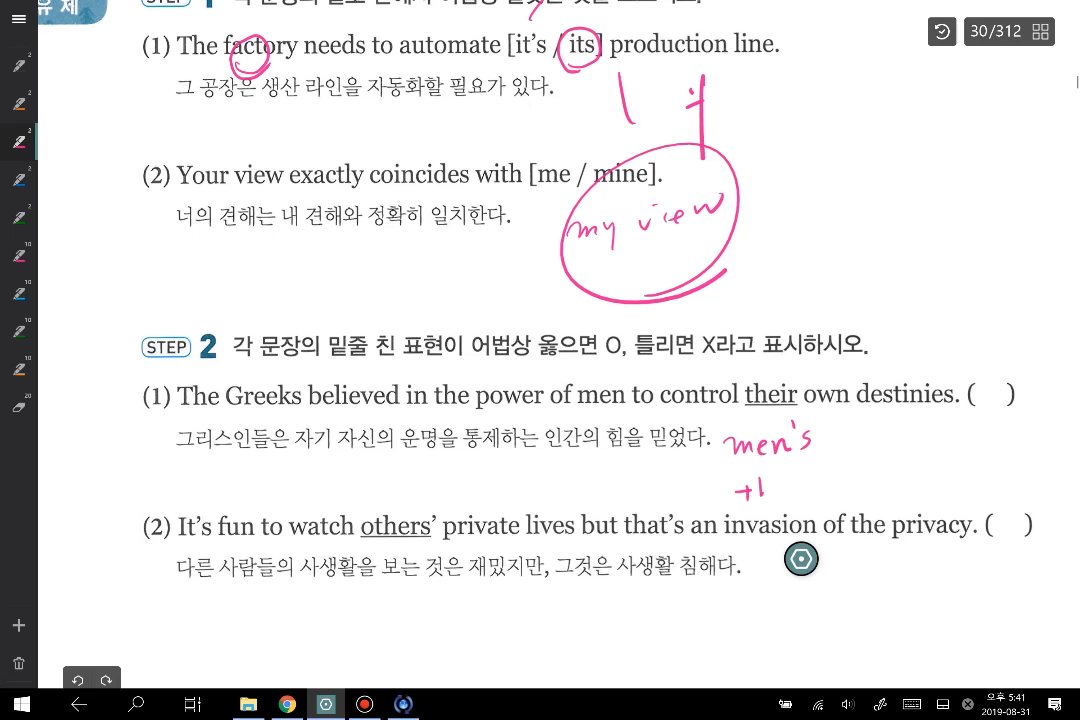 유 제
STEP 1
30/312
(1) The factory needs to automate [it's / its] production line.
그 공장은 생산 라인을 자동화할 필요가 있다.
(2) Your view exactly coincides with [me / mine].
너의 견해는 내 견해와 정확히 일치한다.
my view
STEP 2 각 문장의 밑줄 친 표현이 어법상 옳으면 O, 틀리면 X라고 표시하시오.
(1) The Greeks believed in the power of men to control their own destinies. ( )
그리스인들은 자기 자신의 운명을 통제하는 인간의 힘을 믿었다.
men's
(2) It's fun to watch others' private lives but that's an invasion of the privacy. ( )
다른 사람들의 사생활을 보는 것은 재밌지만, 그것은 사생활 침해다.
오후 5:41
2019-08-31